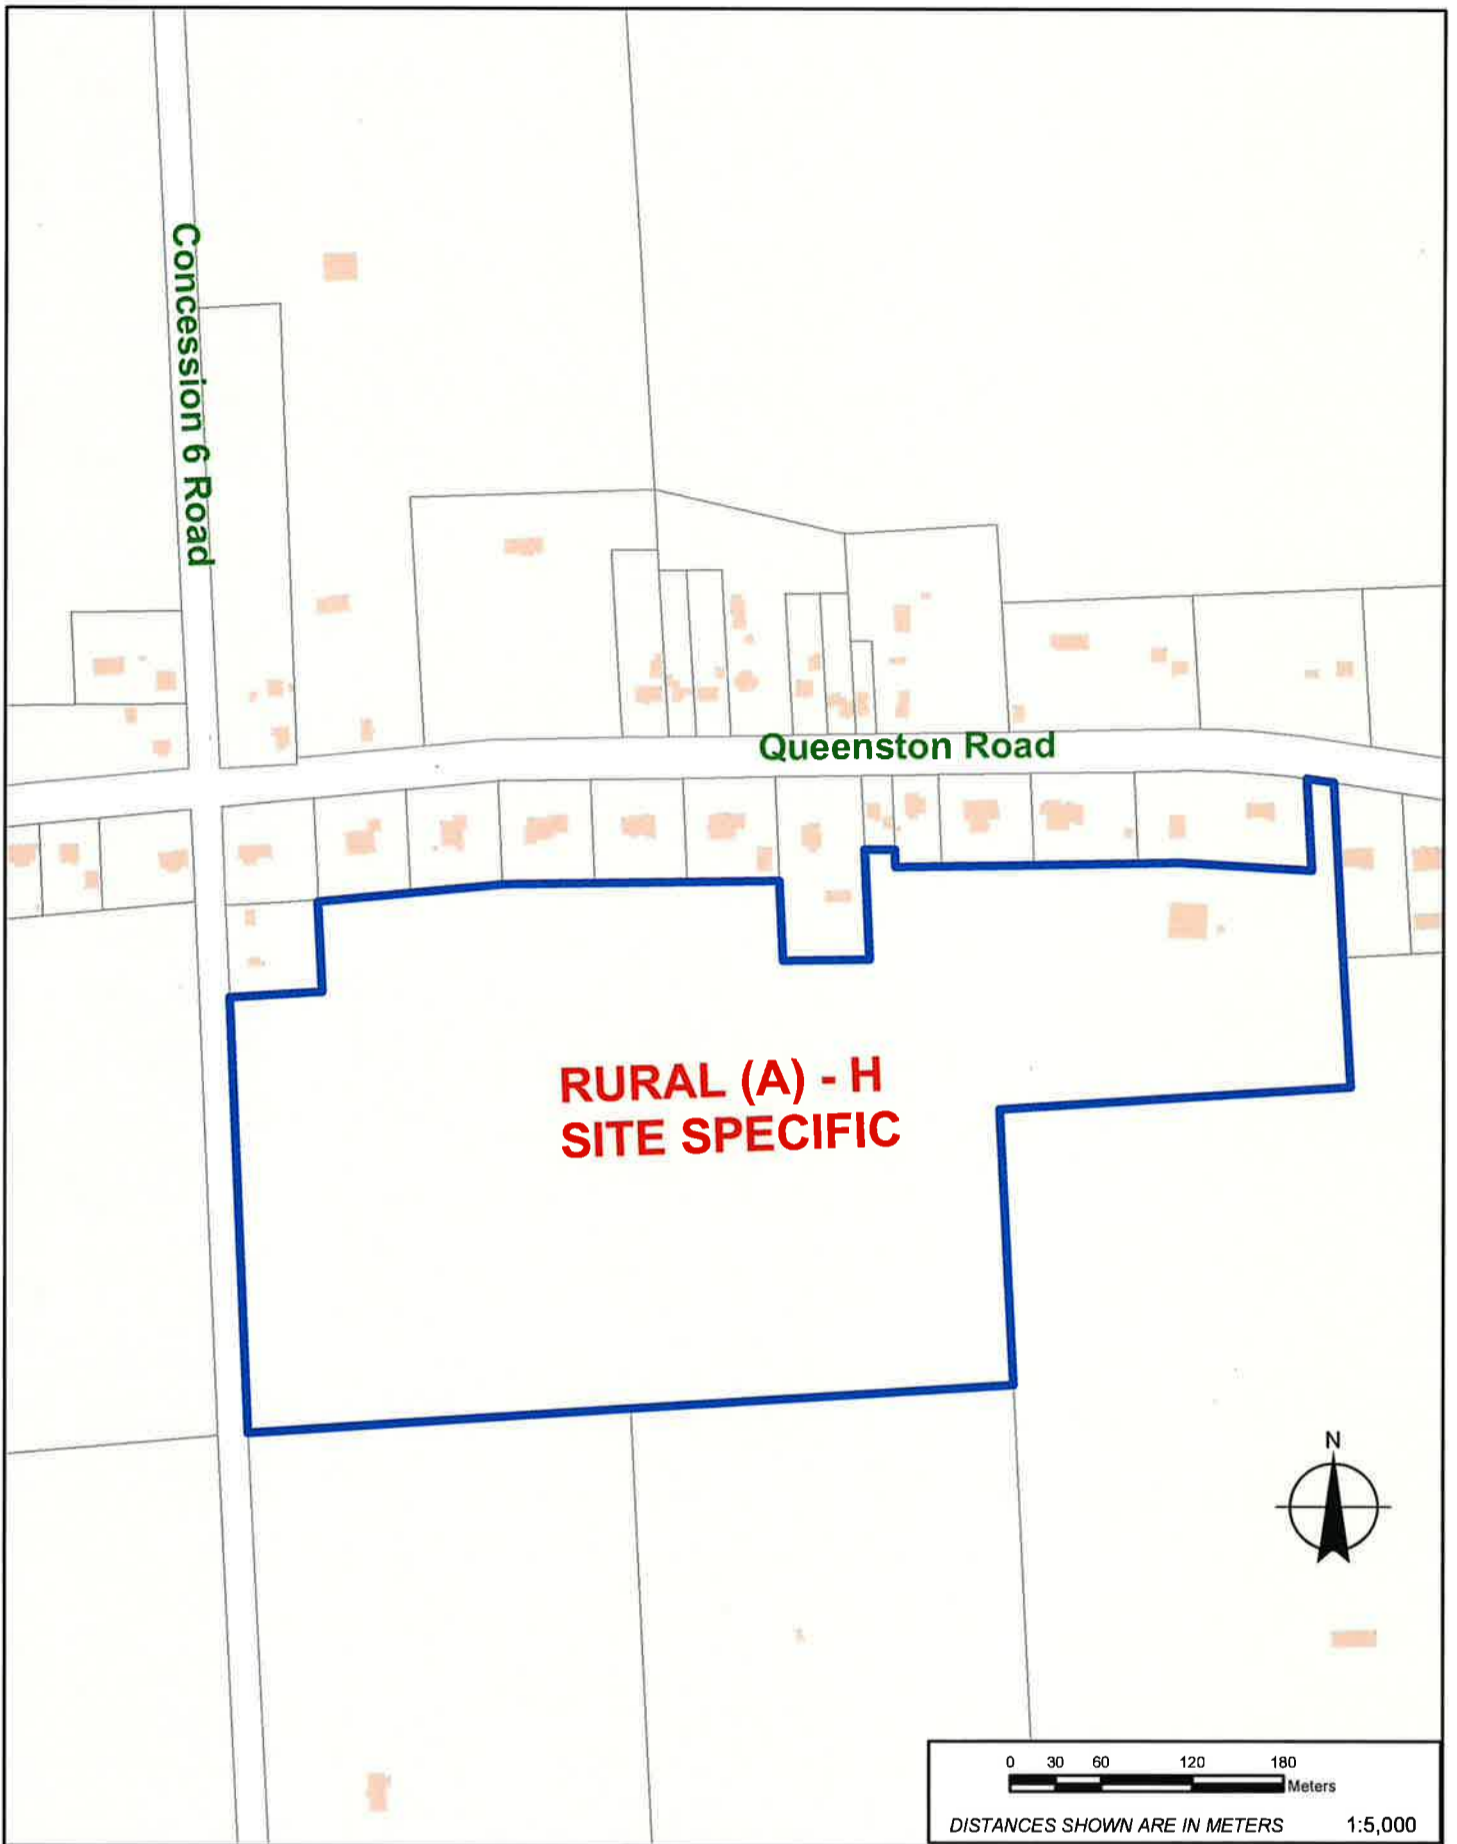 Concession 6 Road
Queenston Road
RURAL (A) - H
SITE SPECIFIC
N
0 30 60 120 180
Meters
DISTANCES SHOWN ARE IN METERS 1:5,000